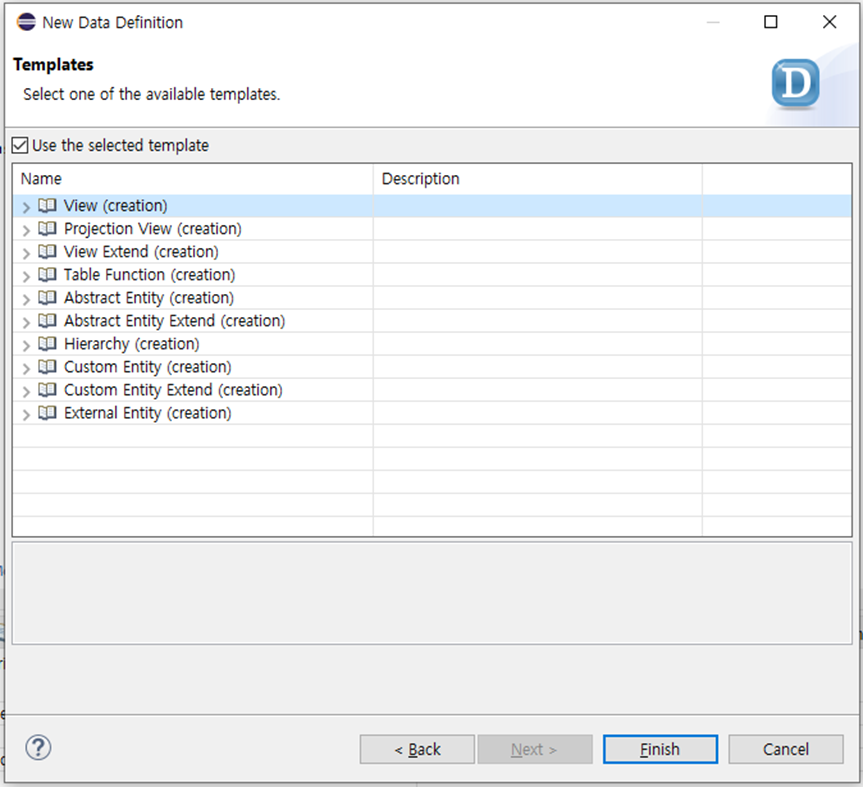 New Data Definition
Templates
Select one of the available templates.
D
Use the selected template
Name Description
View (creation)
Projection View (creation)
View Extend (creation)
Table Function (creation)
Abstract Entity (creation)
Abstract Entity Extend (creation)
Hierarchy (creation)
Custom Entity (creation)
Custom Entity Extend (creation)
External Entity (creation)
? < Back Next > Finish Cancel